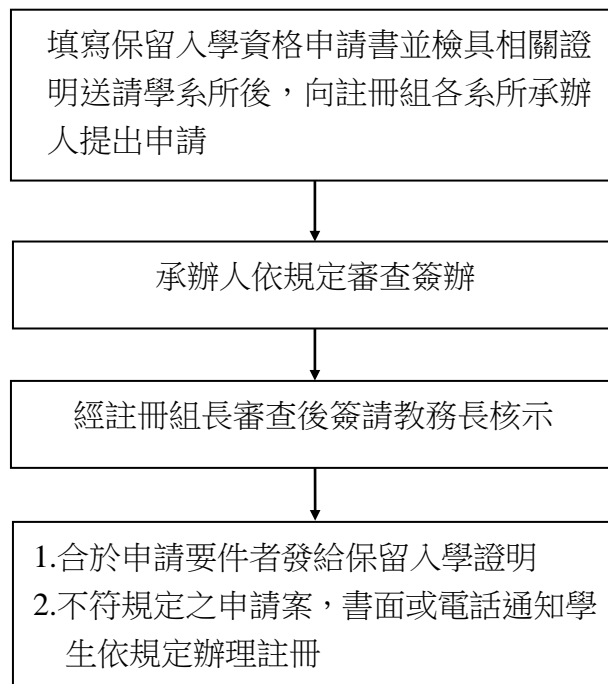 填寫保留入學資格申請書並檢具相關證
明送請學系所後，向註冊組各系所承辦
人提出申請
承辦人依規定審查簽辦
經註冊組長審查後簽請教務長核示
1.合於申請要件者發給保留入學證明
2.不符規定之申請案，書面或電話通知學
生依規定辦理註冊